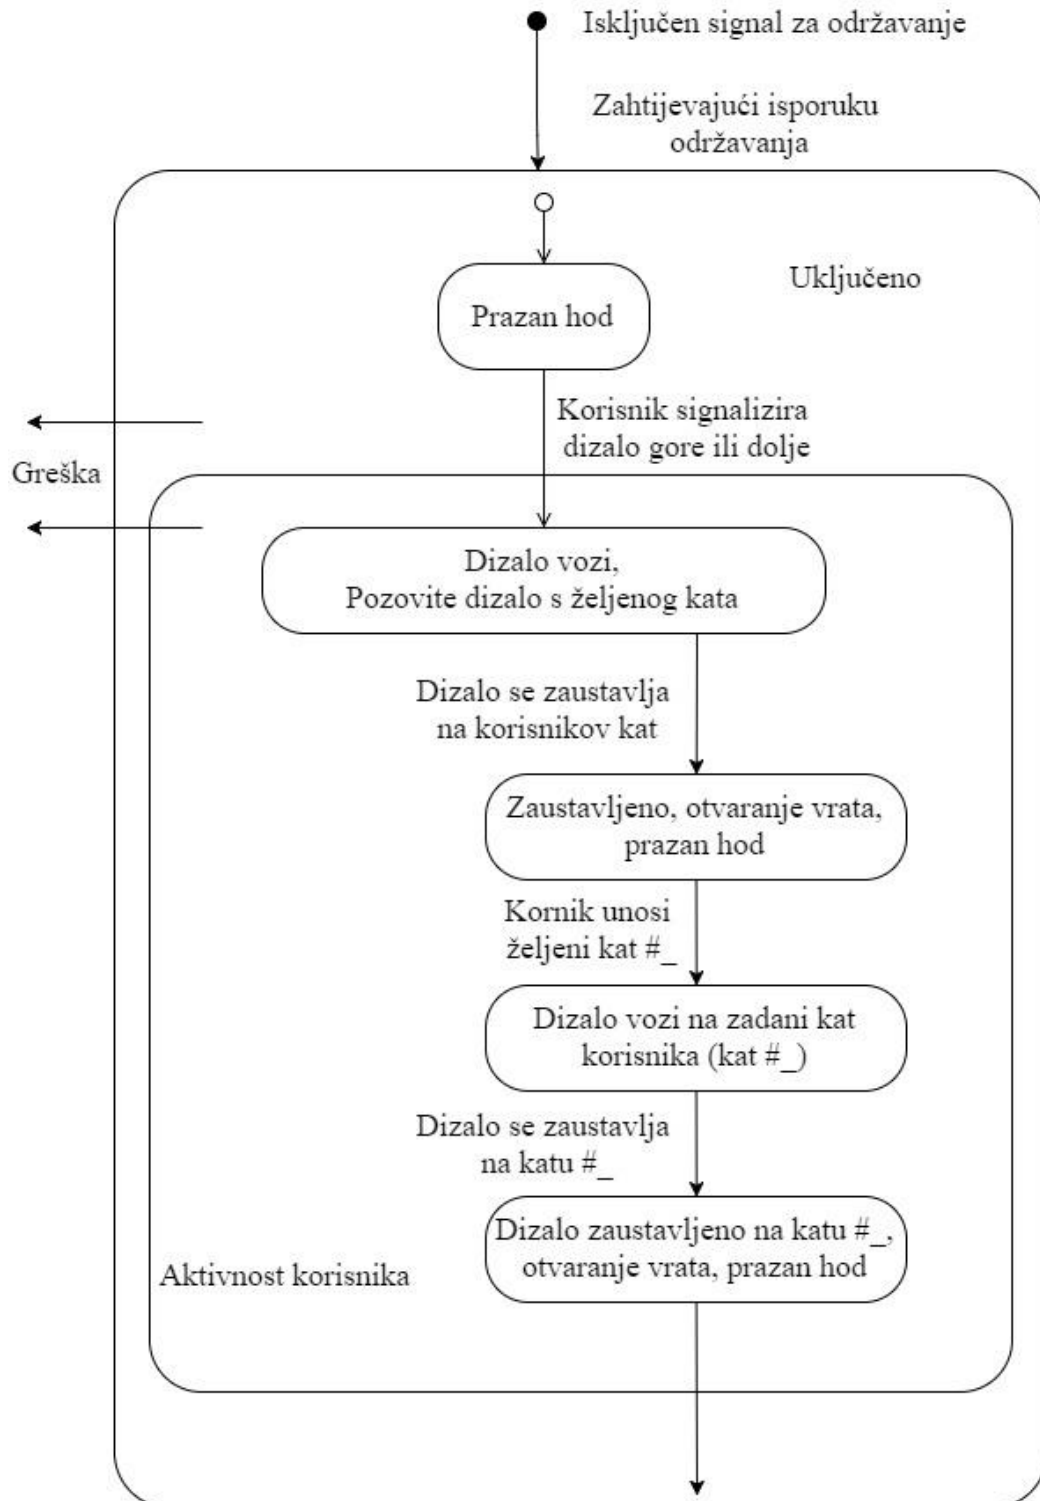 Isključen signal za održavanje
Zahtijevajući isporuku
održavanja
Uključeno
Prazan hod
Korisnik signalizira
dizalo gore ili dolje
Greška
Dizalo vozi,
Pozovite dizalo s željenog kata
Dizalo se zaustavlja
na korisnikov kat
Zaustavljeno, otvaranje vrata,
prazan hod
Kornik unosi
željeni kat #_
Dizalo vozi na zadani kat
korisnika (kat #_)
Dizalo se zaustavlja
na katu #_
Dizalo zaustavljeno na katu #_,
otvaranje vrata, prazan hod
Aktivnost korisnika